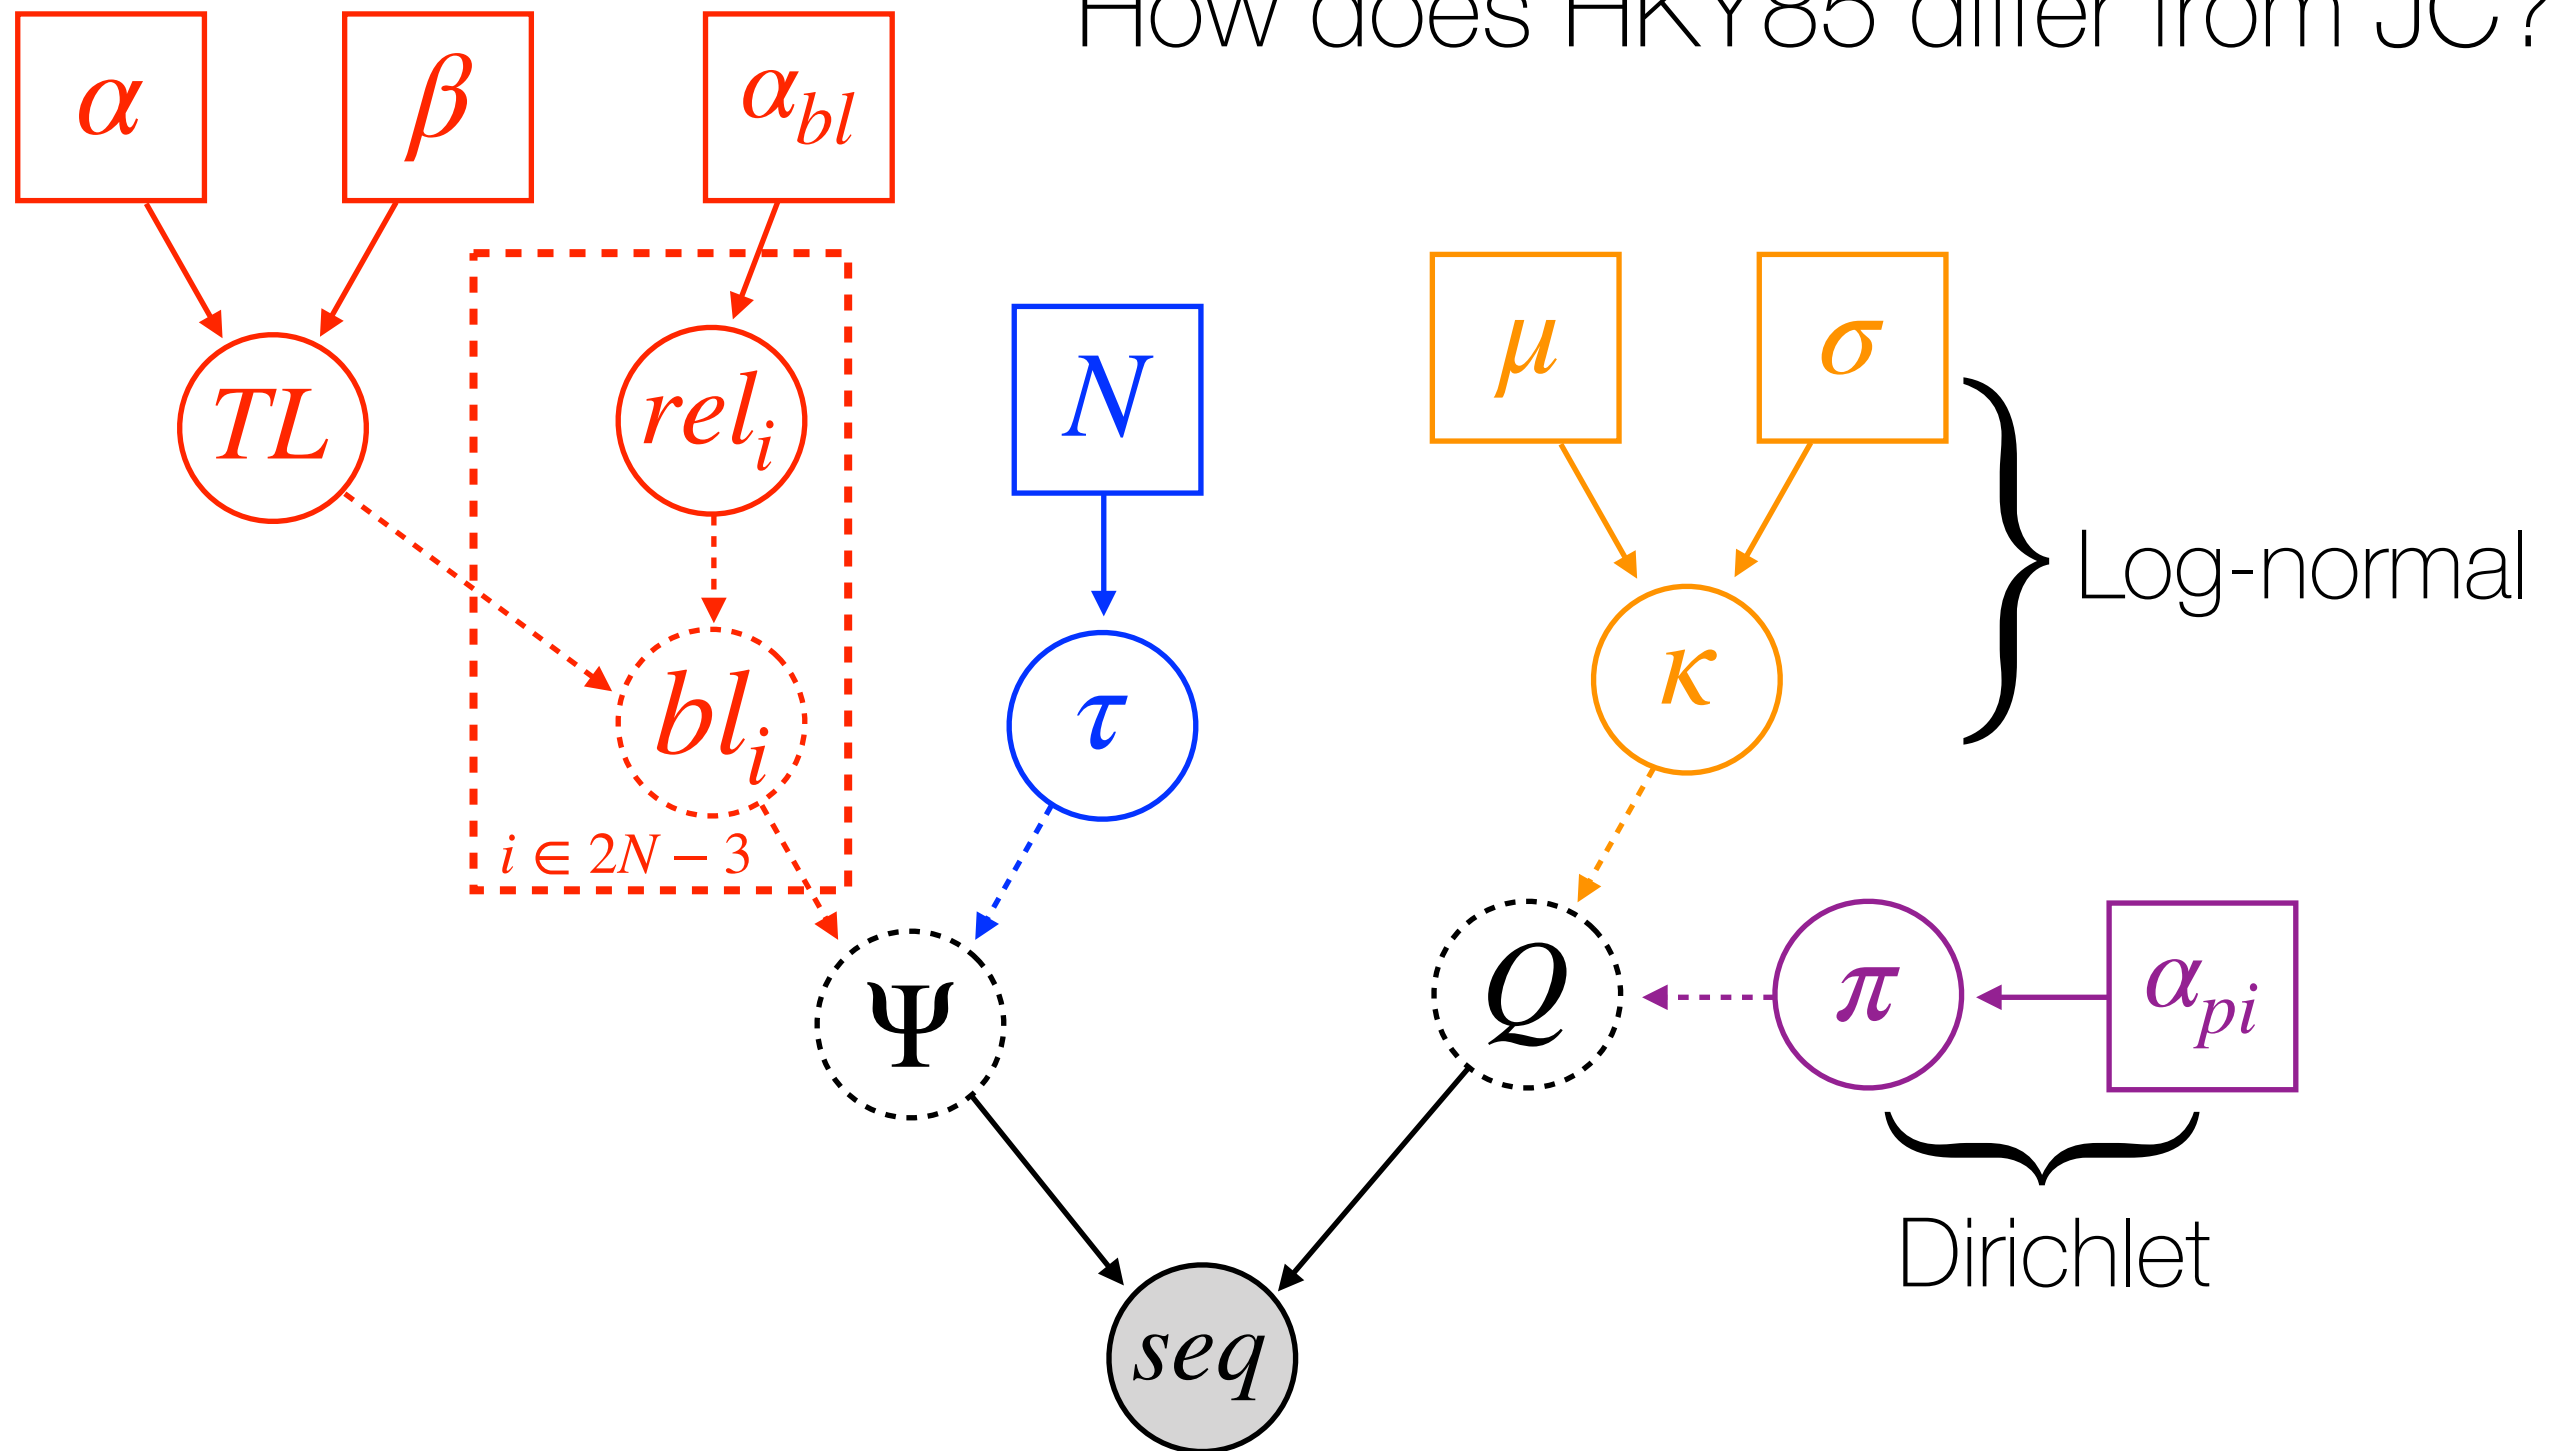 How does HKY85 differ from JC?
α
β
α_bl
TL
rel_i
bl_i
i ∈ 2N − 3
N
τ
μ
σ
κ
Log-normal
Ψ
Q
π
α_pi
Dirichlet
seq